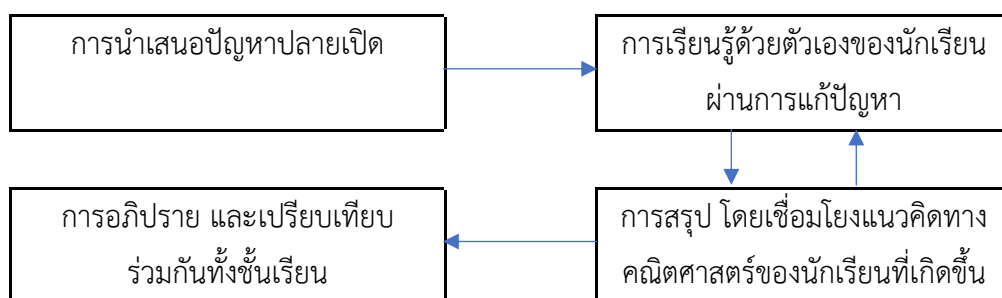 การนำเสนอปัญหาปลายเปิด
การเรียนรู้ด้วยตัวเองของนักเรียน
ผ่านการแก้ปัญหา
การอภิปราย และเปรียบเทียบ
ร่วมกันทั้งชั้นเรียน
การสรุป โดยเชื่อมโยงแนวคิดทาง
คณิตศาสตร์ของนักเรียนที่เกิดขึ้น